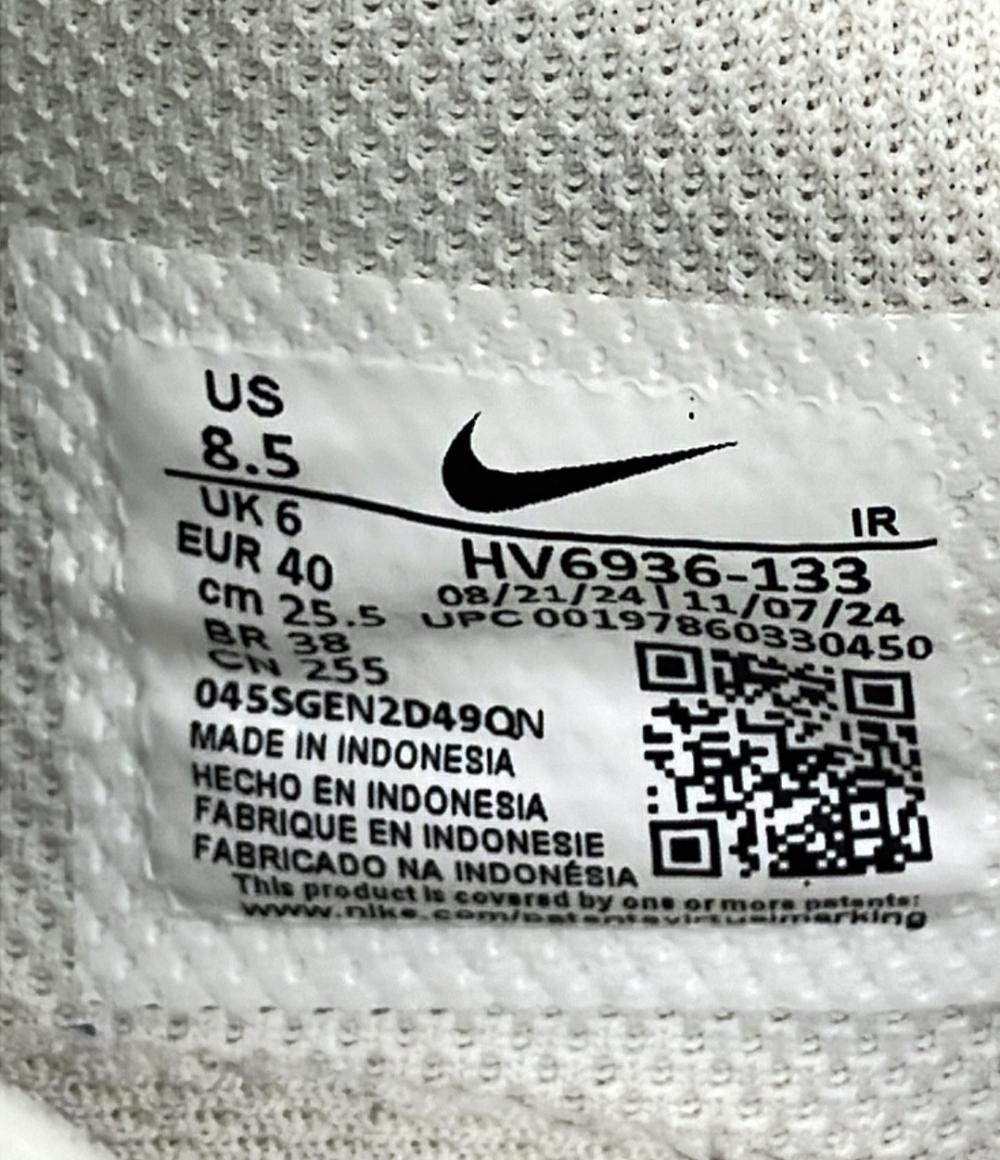 US
8.5
UK 6
EUR 40
cm 25.5
BR 38
CN 255
IR
HV6936-133
08/21/24 \ 11/07/24
UPC 00197860330450
045SGEN2D49QN
MADE IN INDONESIA
HECHO EN INDONESIA
FABRIQUE EN INDONESIE
FABRICADO NA INDONÉSIA
This product is covered by one or more patents:
www.nike.com/patentsvirtualmarking